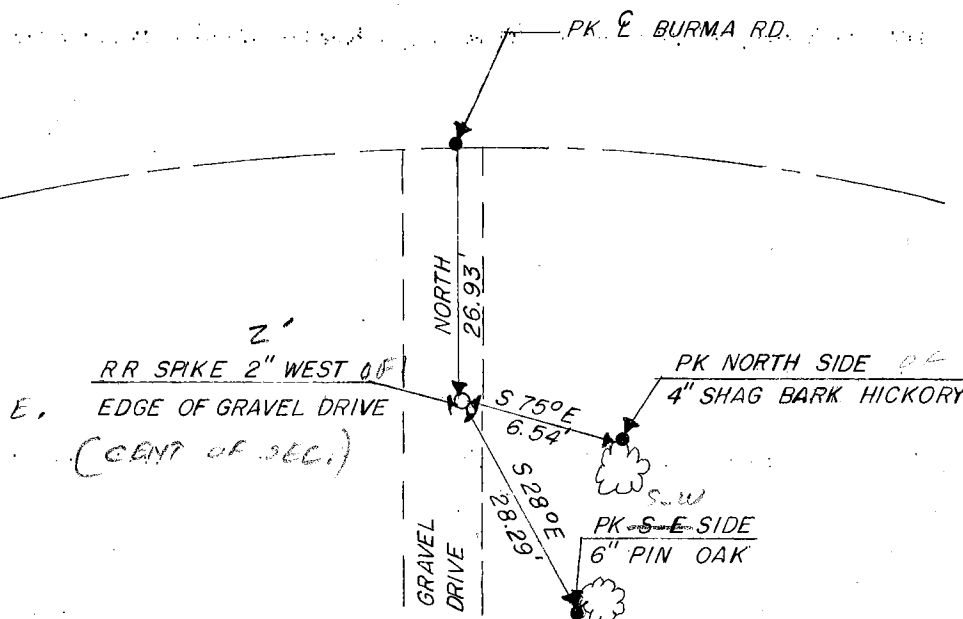 PK ℄ BURMA RD.
NORTH
26.93'
2'
RR SPIKE 2" WEST OF
E. EDGE OF GRAVEL DRIVE
(CENT OF SEC.)
S 75° E
6.54'
PK NORTH SIDE OF
4" SHAG BARK HICKORY
S 28° E
28.29'
S-W
PK S-E SIDE
6" PIN OAK
GRAVEL
DRIVE